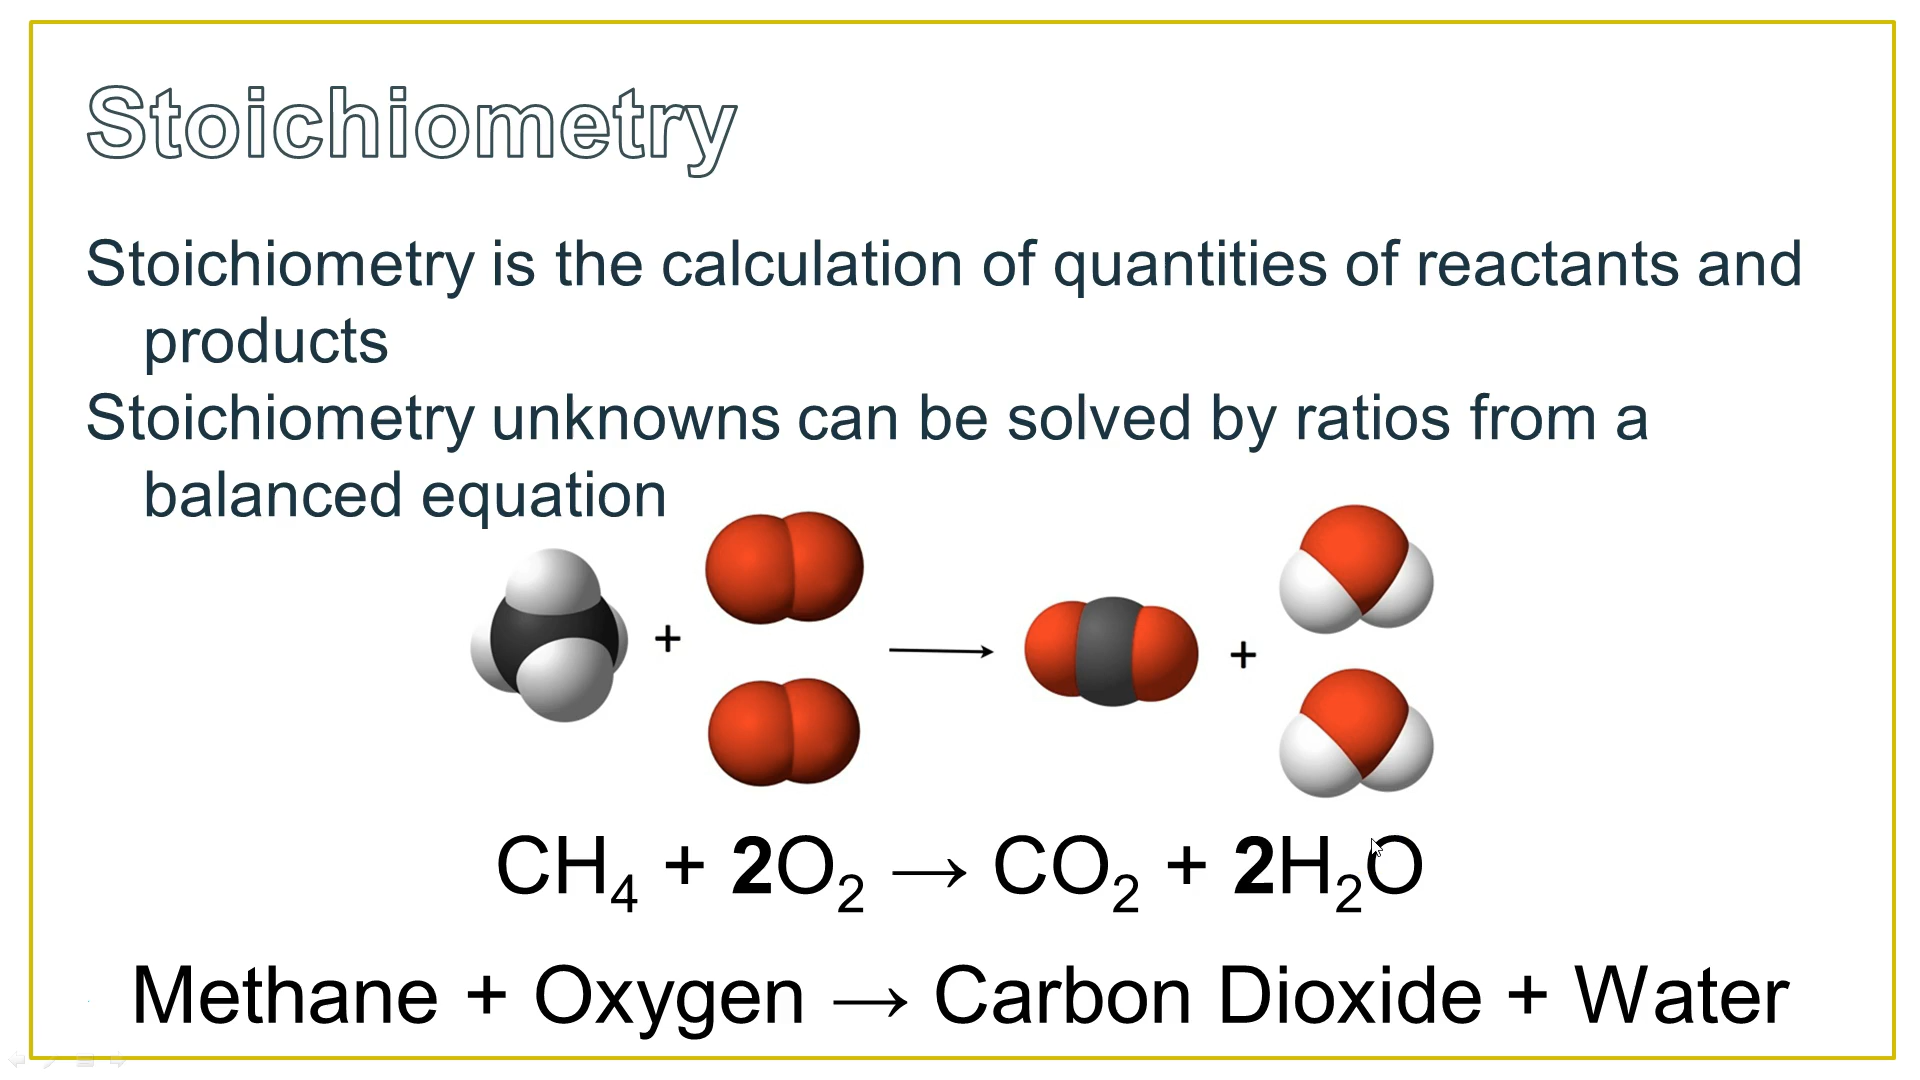 Stoichiometry
Stoichiometry is the calculation of quantities of reactants and
products
Stoichiometry unknowns can be solved by ratios from a
balanced equation
+
+
CH₄ + 2O₂ → CO₂ + 2H₂O
Methane + Oxygen → Carbon Dioxide + Water